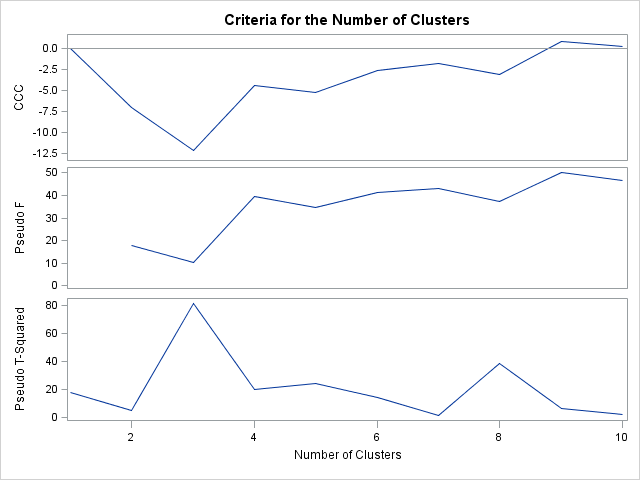 Criteria for the Number of Clusters
CCC
0.0
-2.5
-5.0
-7.5
-10.0
-12.5
Pseudo F
50
40
30
20
10
0
Pseudo T-Squared
80
60
40
20
0
2 4 6 8 10
Number of Clusters